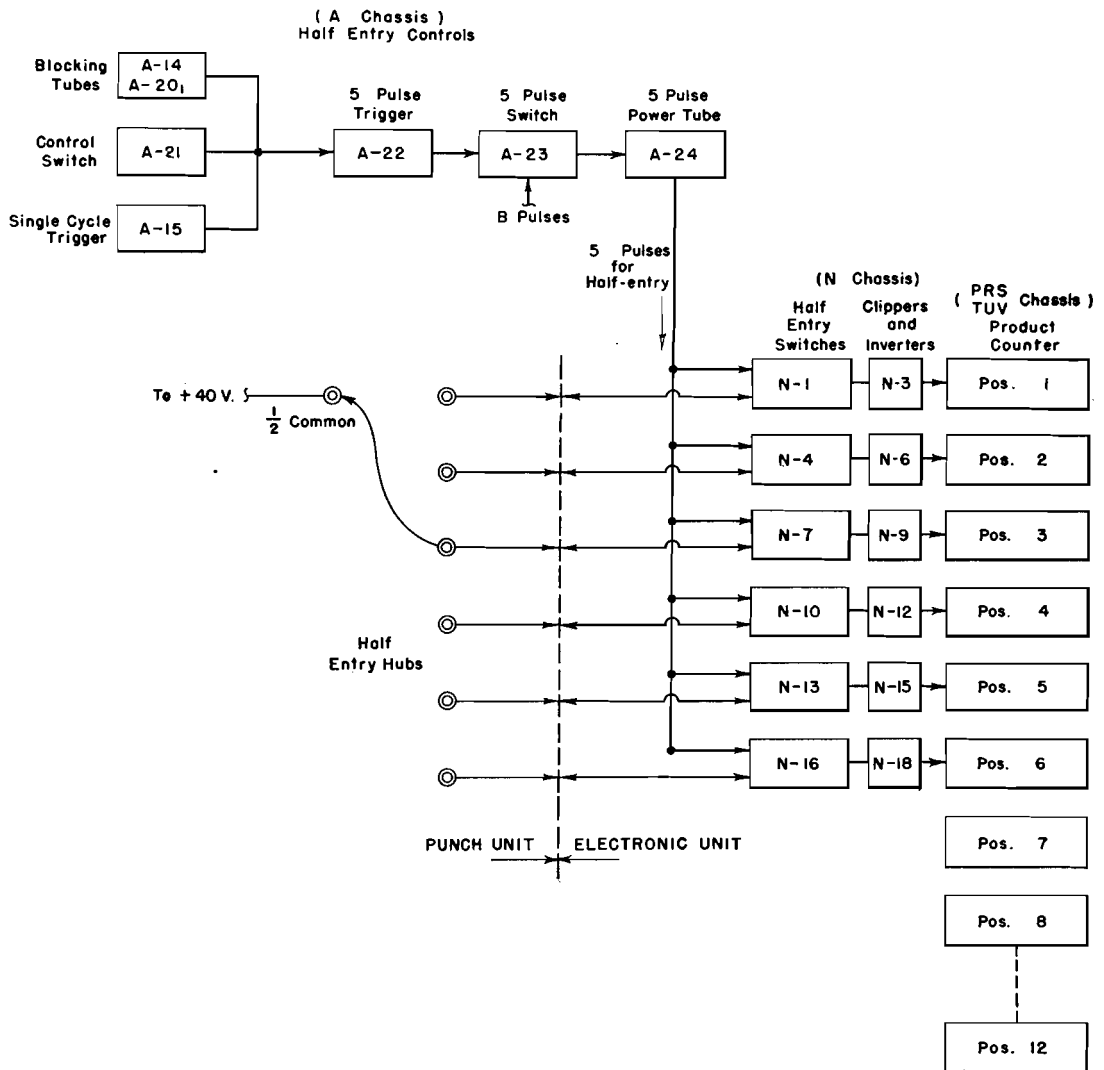 ( A Chassis )
Half Entry Controls
Blocking
Tubes
A-14
A-20₁
Control
Switch
A-21
Single Cycle
Trigger
A-15
5 Pulse
Trigger
A-22
5 Pulse
Switch
A-23
B Pulses
5 Pulse
Power Tube
A-24
5 Pulses
for
Half-entry
(N Chassis)
Half
Entry
Switches
Clippers
and
Inverters
( PRS
TUV Chassis )
Product
Counter
To + 40 V.
1/2 Common
N-1 N-3 Pos. 1
N-4 N-6 Pos. 2
N-7 N-9 Pos. 3
N-10 N-12 Pos. 4
N-13 N-15 Pos. 5
N-16 N-18 Pos. 6
Pos. 7
Pos. 8
Pos. 12
Half
Entry Hubs
PUNCH UNIT
ELECTRONIC UNIT